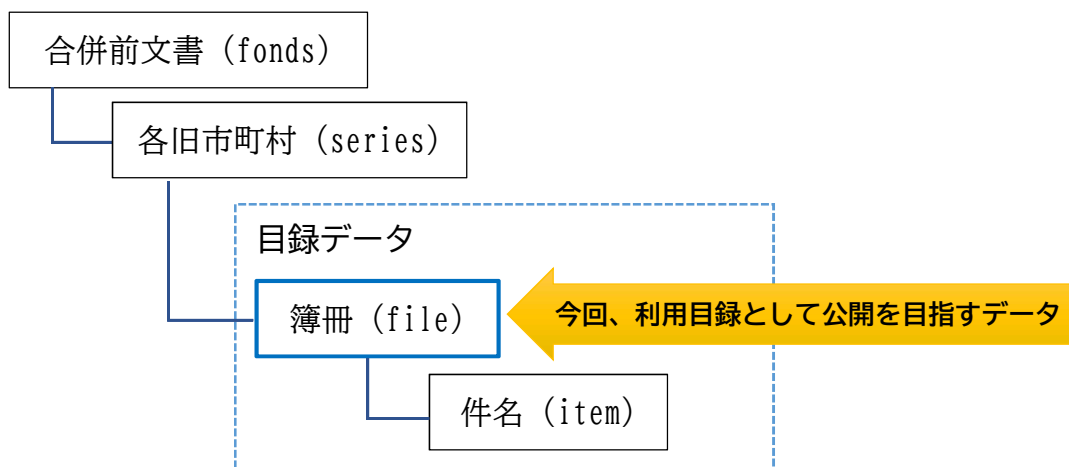 合併前文書（fonds）
各旧市町村（series）
目録データ
簿冊（file）
今回、利用目録として公開を目指すデータ
件名（item）